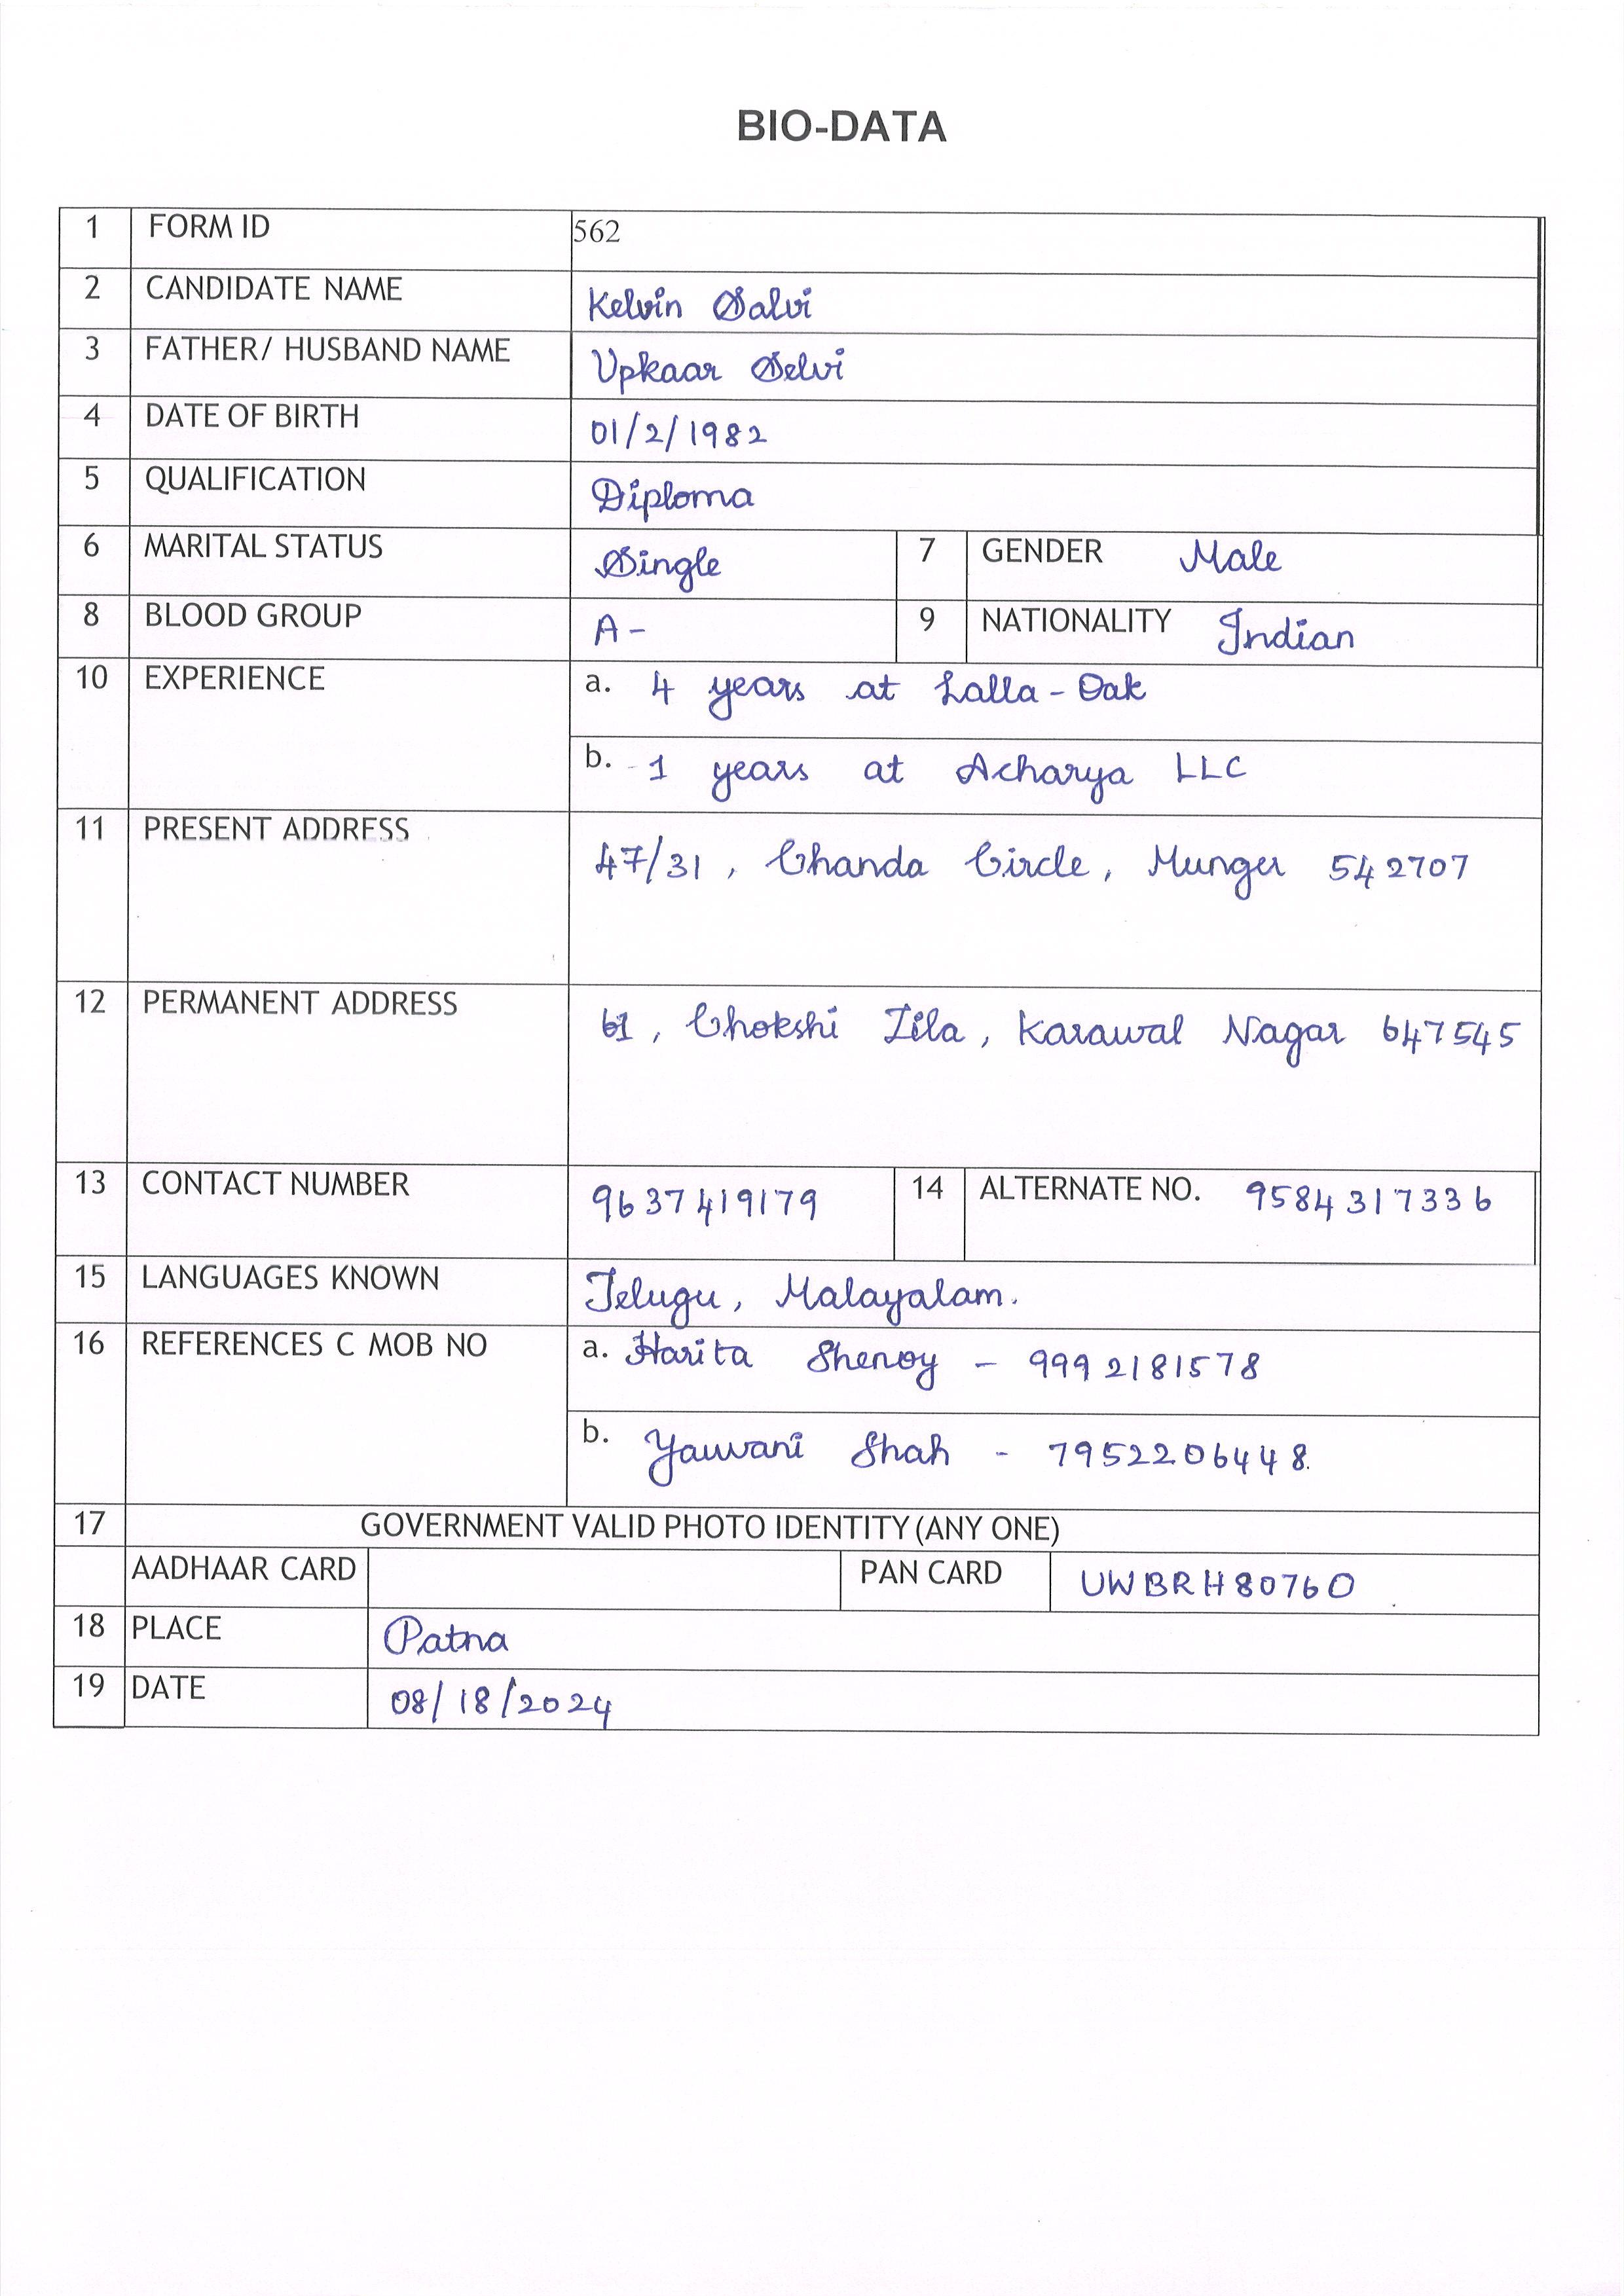 BIO-DATA
1 FORM ID 562
2 CANDIDATE NAME Kelvin Salvi
3 FATHER/ HUSBAND NAME Upkaar Selvi
4 DATE OF BIRTH 01/2/1982
5 QUALIFICATION Diploma
6 MARITAL STATUS Single 7 GENDER Male
8 BLOOD GROUP A- 9 NATIONALITY Indian
10 EXPERIENCE a. 4 years at Lalla-Oak
b. 1 years at Acharya LLC
11 PRESENT ADDRESS 47/31, Chanda Circle, Munger 542707
12 PERMANENT ADDRESS 61, Chokshi Zila, Karawal Nagar 647545
13 CONTACT NUMBER 9637419179 14 ALTERNATE NO. 9584317336
15 LANGUAGES KNOWN Telugu, Malayalam.
16 REFERENCES C MOB NO a. Harita Shenoy - 9992181578
b. Yauvani Shah - 7952206448.
17 GOVERNMENT VALID PHOTO IDENTITY (ANY ONE)
AADHAAR CARD PAN CARD UWBRH8076O
18 PLACE Patna
19 DATE 08/18/2024